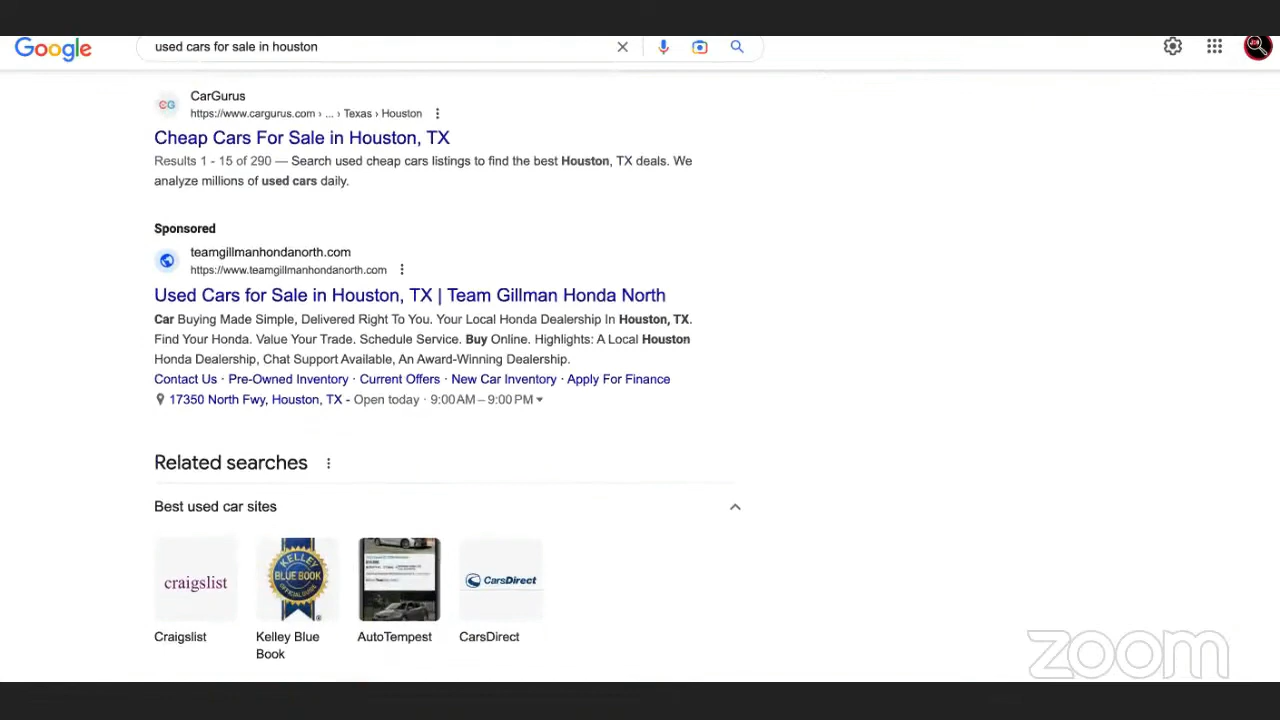 Google
used cars for sale in houston
CG
CarGurus
https://www.cargurus.com › ... › Texas › Houston
Cheap Cars For Sale in Houston, TX
Results 1 - 15 of 290 — Search used cheap cars listings to find the best Houston, TX deals. We
analyze millions of used cars daily.
Sponsored
teamgillmanhondanorth.com
https://www.teamgillmanhondanorth.com
Used Cars for Sale in Houston, TX | Team Gillman Honda North
Car Buying Made Simple, Delivered Right To You. Your Local Honda Dealership In Houston, TX.
Find Your Honda. Value Your Trade. Schedule Service. Buy Online. Highlights: A Local Houston
Honda Dealership, Chat Support Available, An Award-Winning Dealership.
Contact Us · Pre-Owned Inventory · Current Offers · New Car Inventory · Apply For Finance
17350 North Fwy, Houston, TX - Open today · 9:00 AM – 9:00 PM
Related searches
Best used car sites
craigslist
KELLEY
BLUE BOOK
OFFICIAL GUIDE
CarsDirect
Craigslist
Kelley Blue
Book
AutoTempest
CarsDirect
zoom